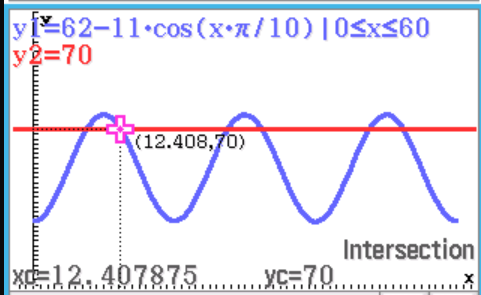 y1=62-11·cos(x·π/10)|0≤x≤60
y2=70
y
(12.408,70)
Intersection
xc=12.407875 yc=70
x